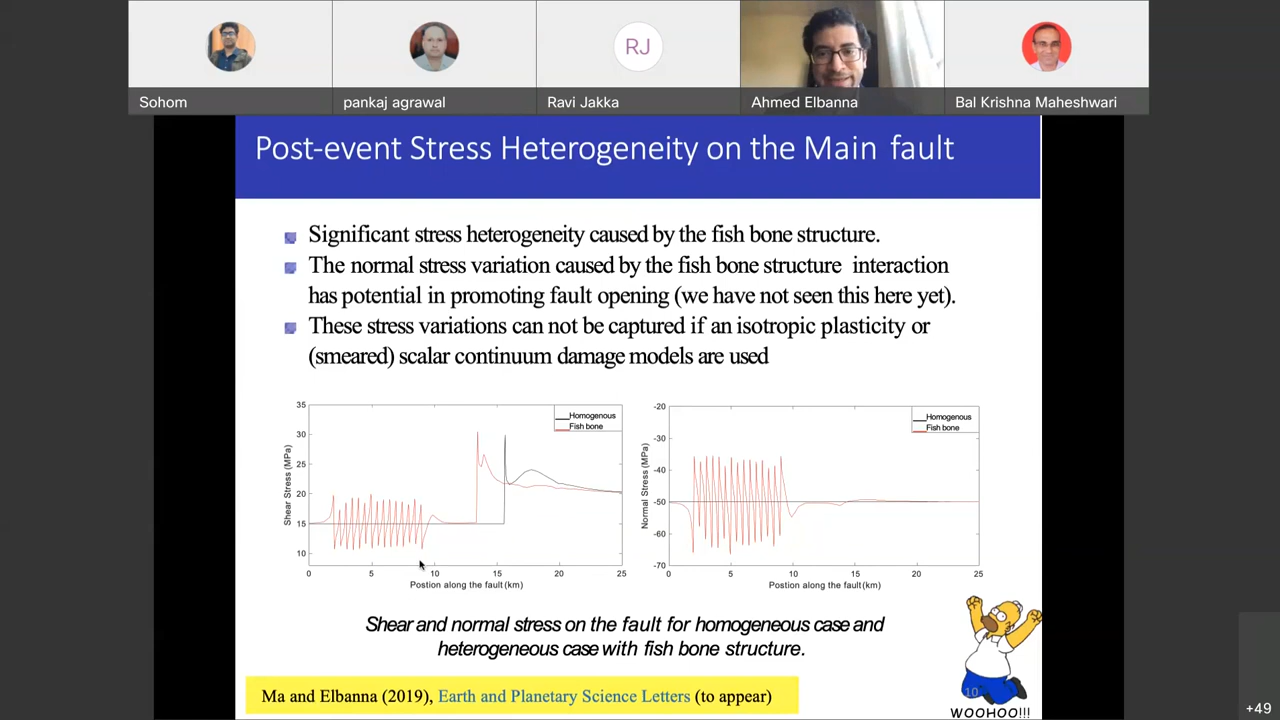 RJ
Sohom
pankaj agrawal
Ravi Jakka
Ahmed Elbanna
Bal Krishna Maheshwari
Post-event Stress Heterogeneity on the Main fault
Significant stress heterogeneity caused by the fish bone structure.
The normal stress variation caused by the fish bone structure interaction
has potential in promoting fault opening (we have not seen this here yet).
These stress variations can not be captured if an isotropic plasticity or
(smeared) scalar continuum damage models are used
35
30
25
20
15
10
Shear Stress (MPa)
Homogenous
Fish bone
0 5 10 15 20 25
Postion along the fault (km)
-20
-30
-40
-50
-60
-70
Normal Stress (MPa)
Homogenous
Fish bone
0 5 10 15 20 25
Postion along the fault (km)
Shear and normal stress on the fault for homogeneous case and
heterogeneous case with fish bone structure.
Ma and Elbanna (2019), Earth and Planetary Science Letters (to appear)
10
WOOHOO!!!
+49